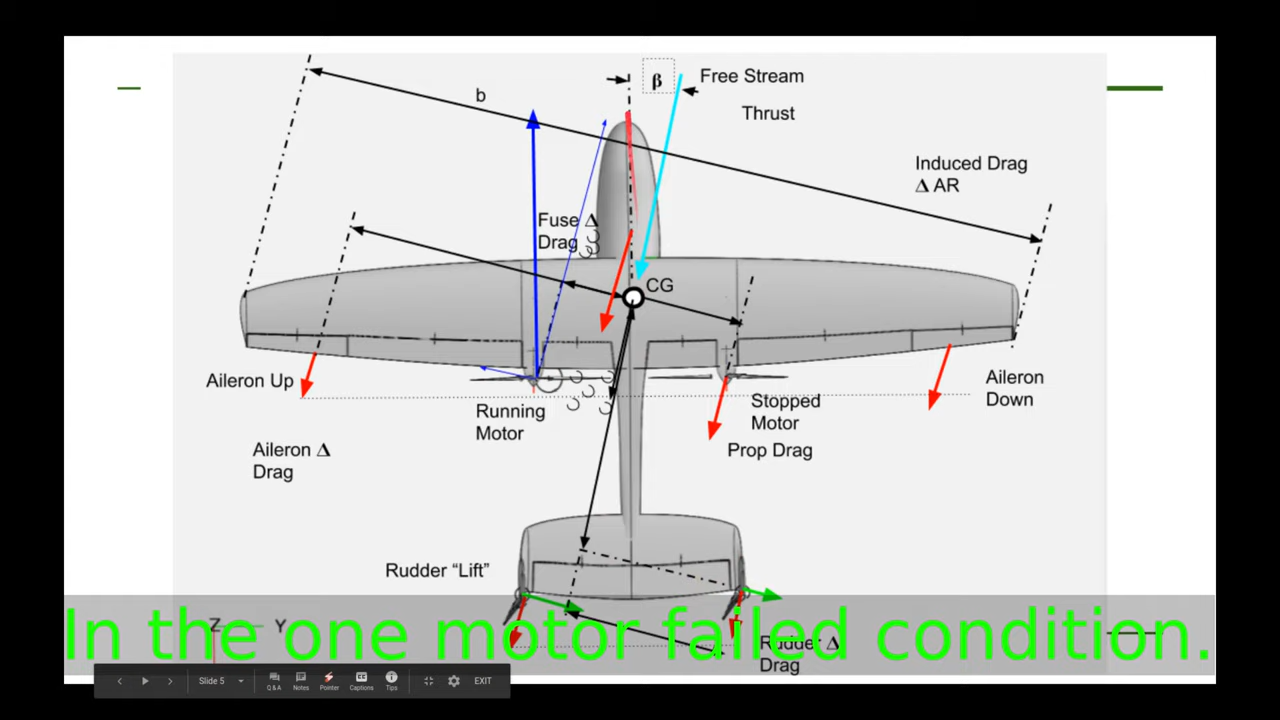 b
β
Free Stream
Thrust
Induced Drag
Δ AR
Fuse Δ
Drag
CG
Aileron Up
Running
Motor
Stopped
Motor
Aileron
Down
Aileron Δ
Drag
Prop Drag
Rudder “Lift”
Z
Y
Rudder Δ
Drag
In the one motor failed condition.
Slide 5
Q & A
Notes
Pointer
Captions
Tips
EXIT